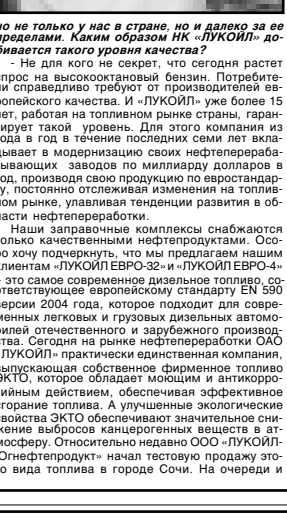 но не только у нас в стране, но и далеко за ее
пределами. Каким образом НК «ЛУКОЙЛ» до-
бивается такого уровня качества?
- Не для кого не секрет, что сегодня растет
спрос на высокооктановый бензин. Потребите-
ли справедливо требуют от производителей ев-
ропейского качества. И «ЛУКОЙЛ» уже более 15
лет, работая на топливном рынке страны, гаран-
тирует такой уровень. Для этого компания из
года в год в течение последних семи лет вкла-
дывает в модернизацию своих нефтеперераба-
тывающих заводов по миллиарду долларов в
год, производя свою продукцию по евростандар-
ту, постоянно отслеживая изменения на топлив-
ном рынке, улавливая тенденции развития в об-
ласти нефтепереработки.
Наши заправочные комплексы снабжаются
только качественными нефтепродуктами. Осо-
бо хочу подчеркнуть, что мы предлагаем нашим
клиентам «ЛУКОЙЛ ЕВРО-32» и «ЛУКОЙЛ ЕВРО-4»
- это самое современное дизельное топливо, со-
ответствующее европейскому стандарту EN 590
версии 2004 года, которое подходит для совре-
менных легковых и грузовых дизельных автомо-
билей отечественного и зарубежного производ-
ства. Сегодня на рынке нефтепереработки ОАО
«ЛУКОЙЛ» практически единственная компания,
выпускающая собственное фирменное топливо
ЭКТО, которое обладает моющим и антикорро-
зийным действием, обеспечивая эффективное
сгорание топлива. А улучшенные экологические
свойства ЭКТО обеспечивают значительное сни-
жение выбросов канцерогенных веществ в ат-
мосферу. Относительно недавно ООО «ЛУКОЙЛ-
Югнефтепродукт» начал тестовую продажу это-
го вида топлива в городе Сочи. На очереди и